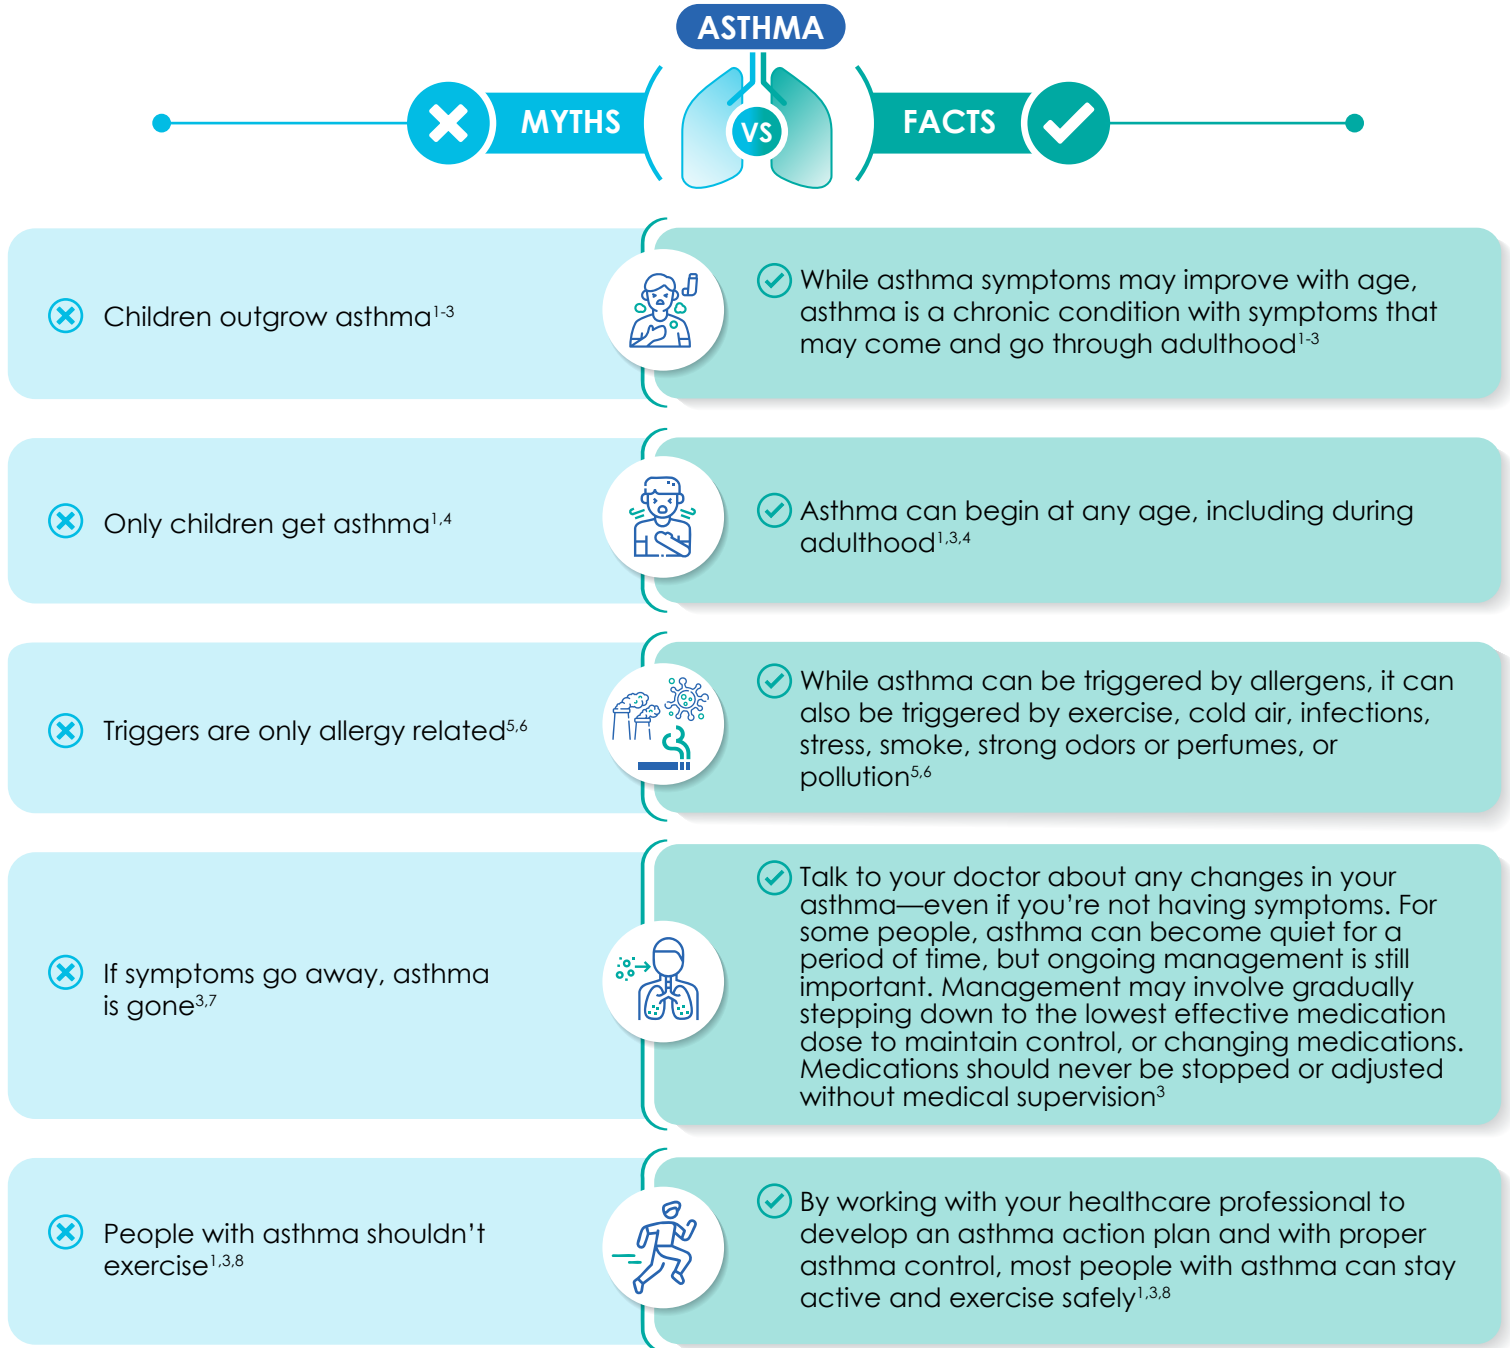 ASTHMA
MYTHS
VS
FACTS
Children outgrow asthma1-3
While asthma symptoms may improve with age,
asthma is a chronic condition with symptoms that
may come and go through adulthood1-3
Only children get asthma1,4
Asthma can begin at any age, including during
adulthood1,3,4
Triggers are only allergy related5,6
While asthma can be triggered by allergens, it can
also be triggered by exercise, cold air, infections,
stress, smoke, strong odors or perfumes, or
pollution5,6
If symptoms go away, asthma
is gone3,7
Talk to your doctor about any changes in your
asthma—even if you’re not having symptoms. For
some people, asthma can become quiet for a
period of time, but ongoing management is still
important. Management may involve gradually
stepping down to the lowest effective medication
dose to maintain control, or changing medications.
Medications should never be stopped or adjusted
without medical supervision3
People with asthma shouldn’t
exercise1,3,8
By working with your healthcare professional to
develop an asthma action plan and with proper
asthma control, most people with asthma can stay
active and exercise safely1,3,8